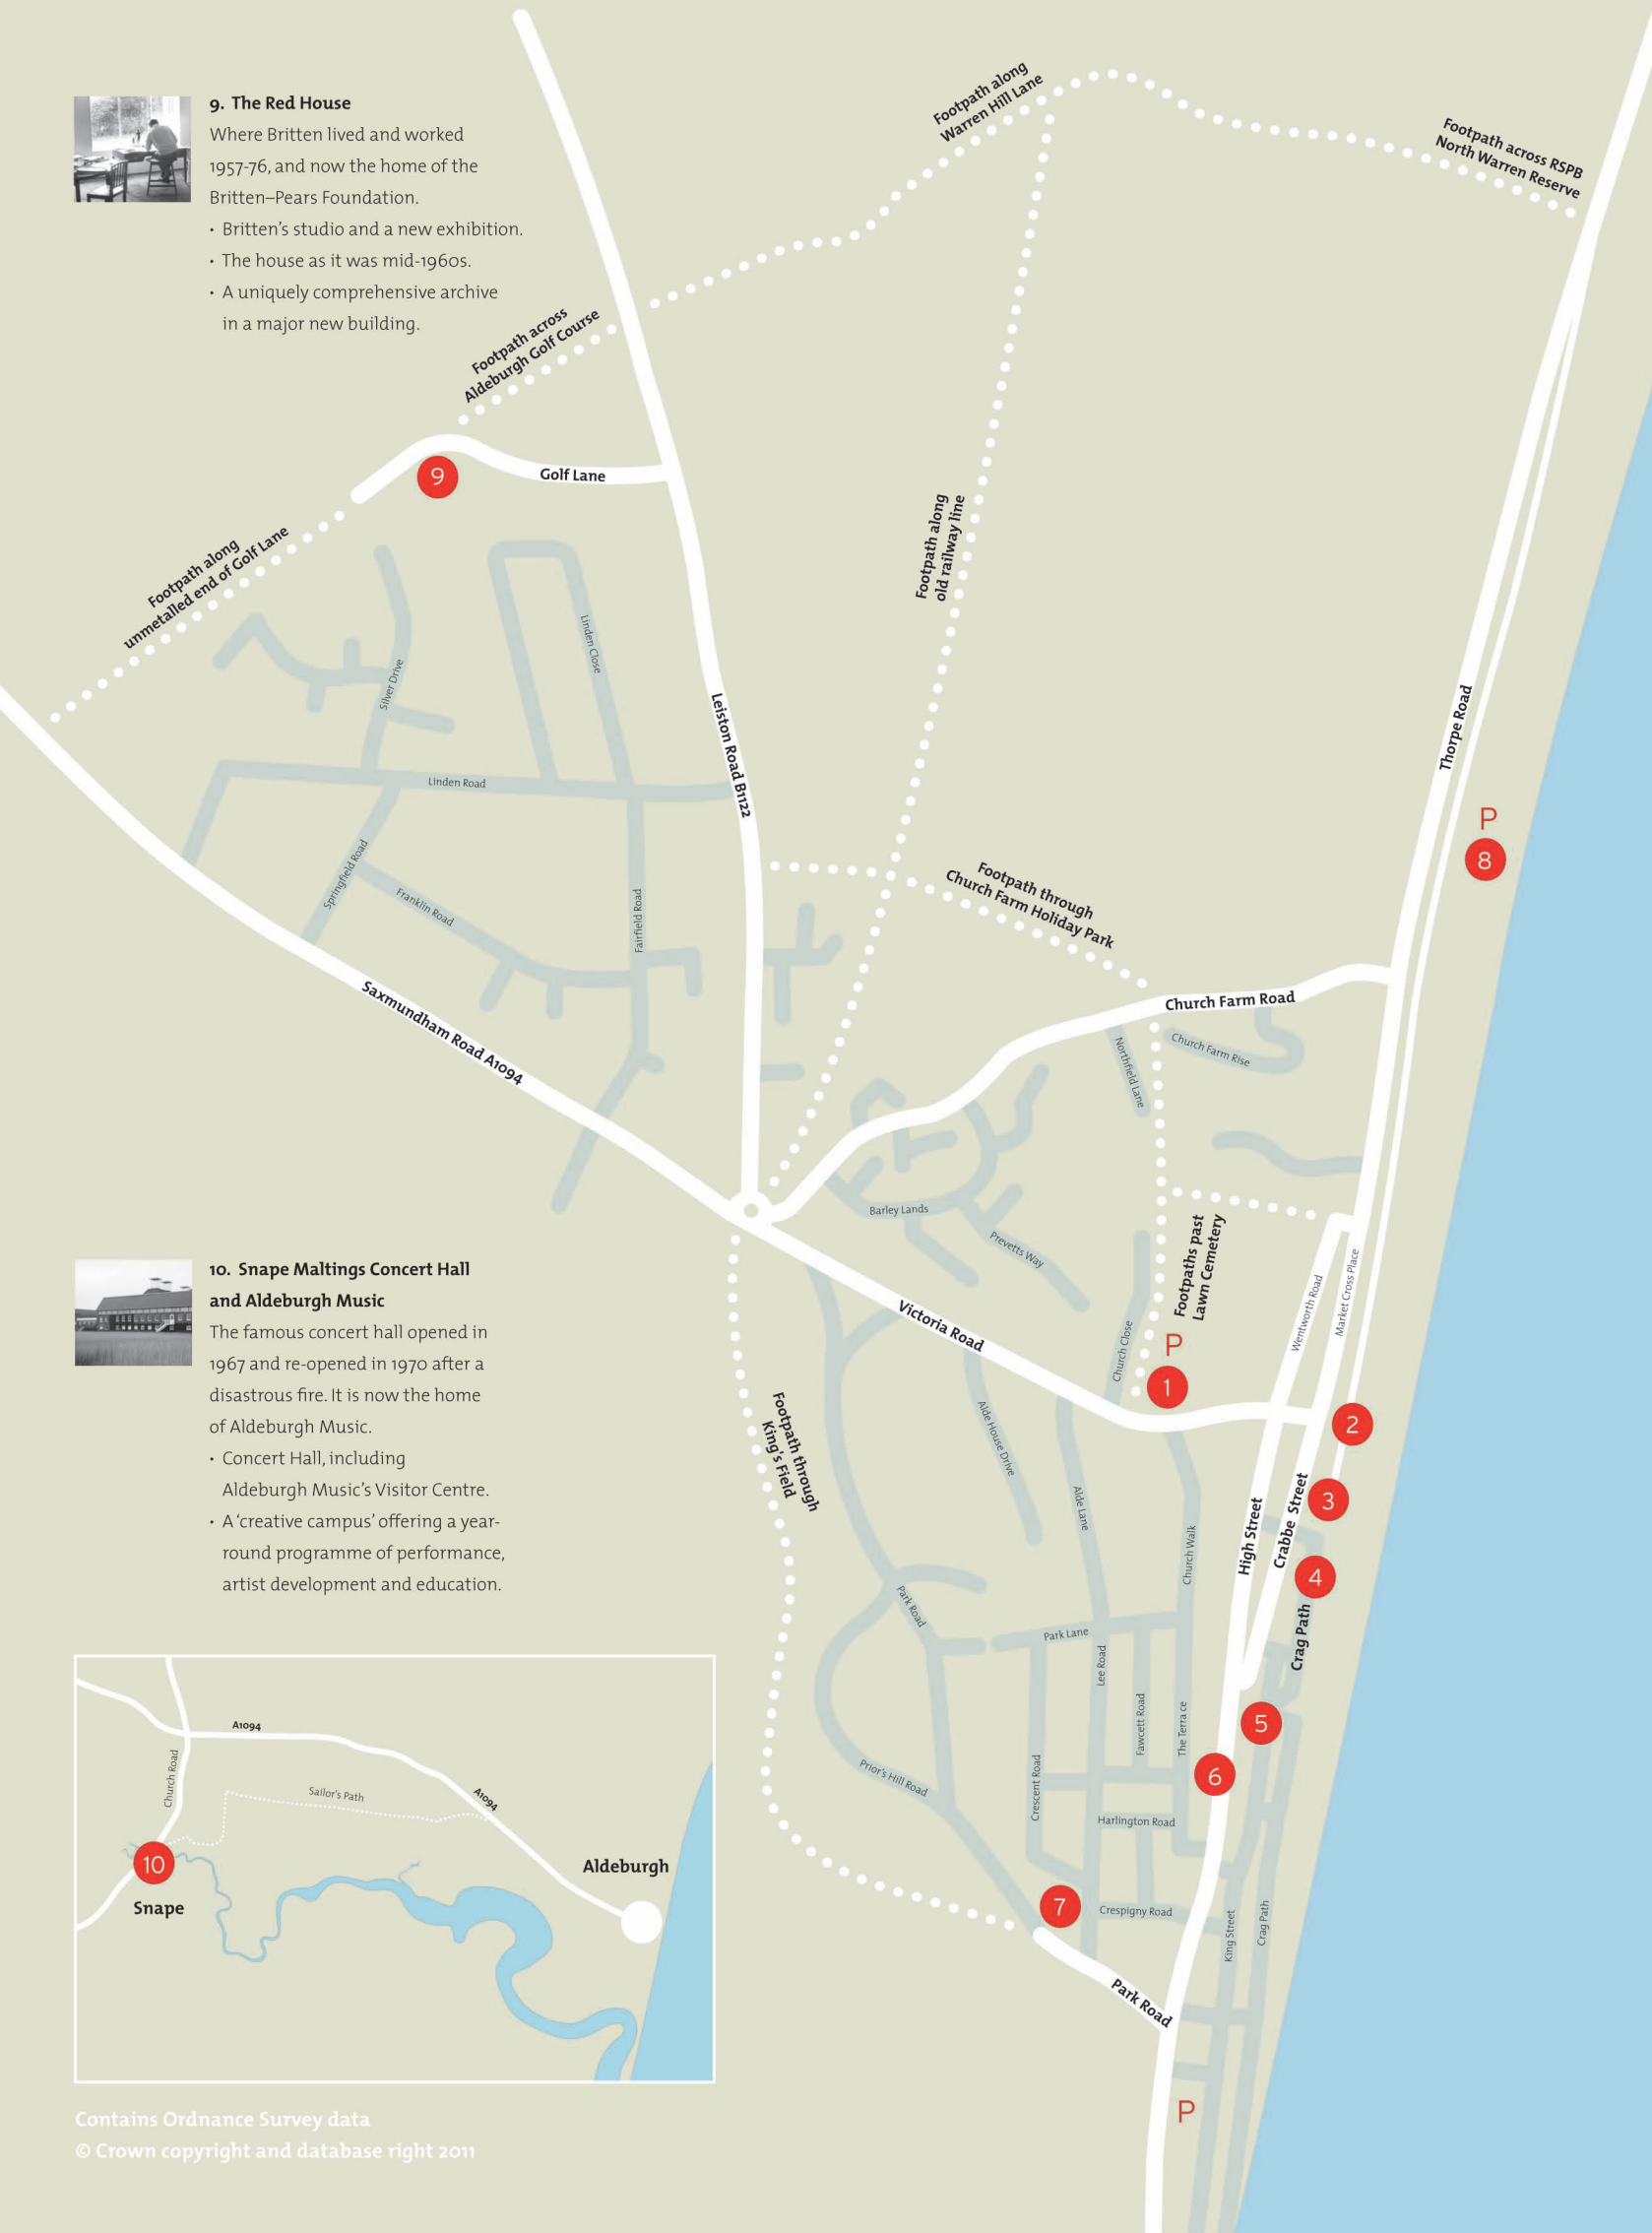 9. The Red House
Where Britten lived and worked
1957-76, and now the home of the
Britten–Pears Foundation.
· Britten's studio and a new exhibition.
· The house as it was mid-1960s.
· A uniquely comprehensive archive
in a major new building.
Footpath along
Warren Hill Lane
Footpath across RSPB
North Warren Reserve
Footpath across
Aldeburgh Golf Course
9
Golf Lane
Footpath along
unmetalled end of Golf Lane
Footpath along
old railway line
Linden Close
Silver Drive
Leiston Road B1122
Thorpe Road
Linden Road
P
8
Springfield Road
Franklin Road
Fairfield Road
Footpath through
Church Farm Holiday Park
Saxmundham Road A1094
Church Farm Road
Northfield Lane
Church Farm Rise
Barley Lands
Prevetts Way
Footpaths past
Lawn Cemetery
Wentworth Road
Market Cross Place
Victoria Road
Church Close
P
1
2
10. Snape Maltings Concert Hall
and Aldeburgh Music
The famous concert hall opened in
1967 and re-opened in 1970 after a
disastrous fire. It is now the home
of Aldeburgh Music.
· Concert Hall, including
Aldeburgh Music's Visitor Centre.
· A 'creative campus' offering a year-
round programme of performance,
artist development and education.
Footpath through
King's Field
Alde House Drive
Alde Lane
Church Walk
High Street
Crabbe Street
3
4
Crag Path
Park Road
Park Lane
Lee Road
Fawcett Road
The Terra ce
5
6
Prior's Hill Road
Crescent Road
Harlington Road
7
Crespigny Road
King Street
Crag Path
Park Road
P
A1094
Church Road
Sailor's Path
A1094
10
Snape
Aldeburgh
Contains Ordnance Survey data
© Crown copyright and database right 2011